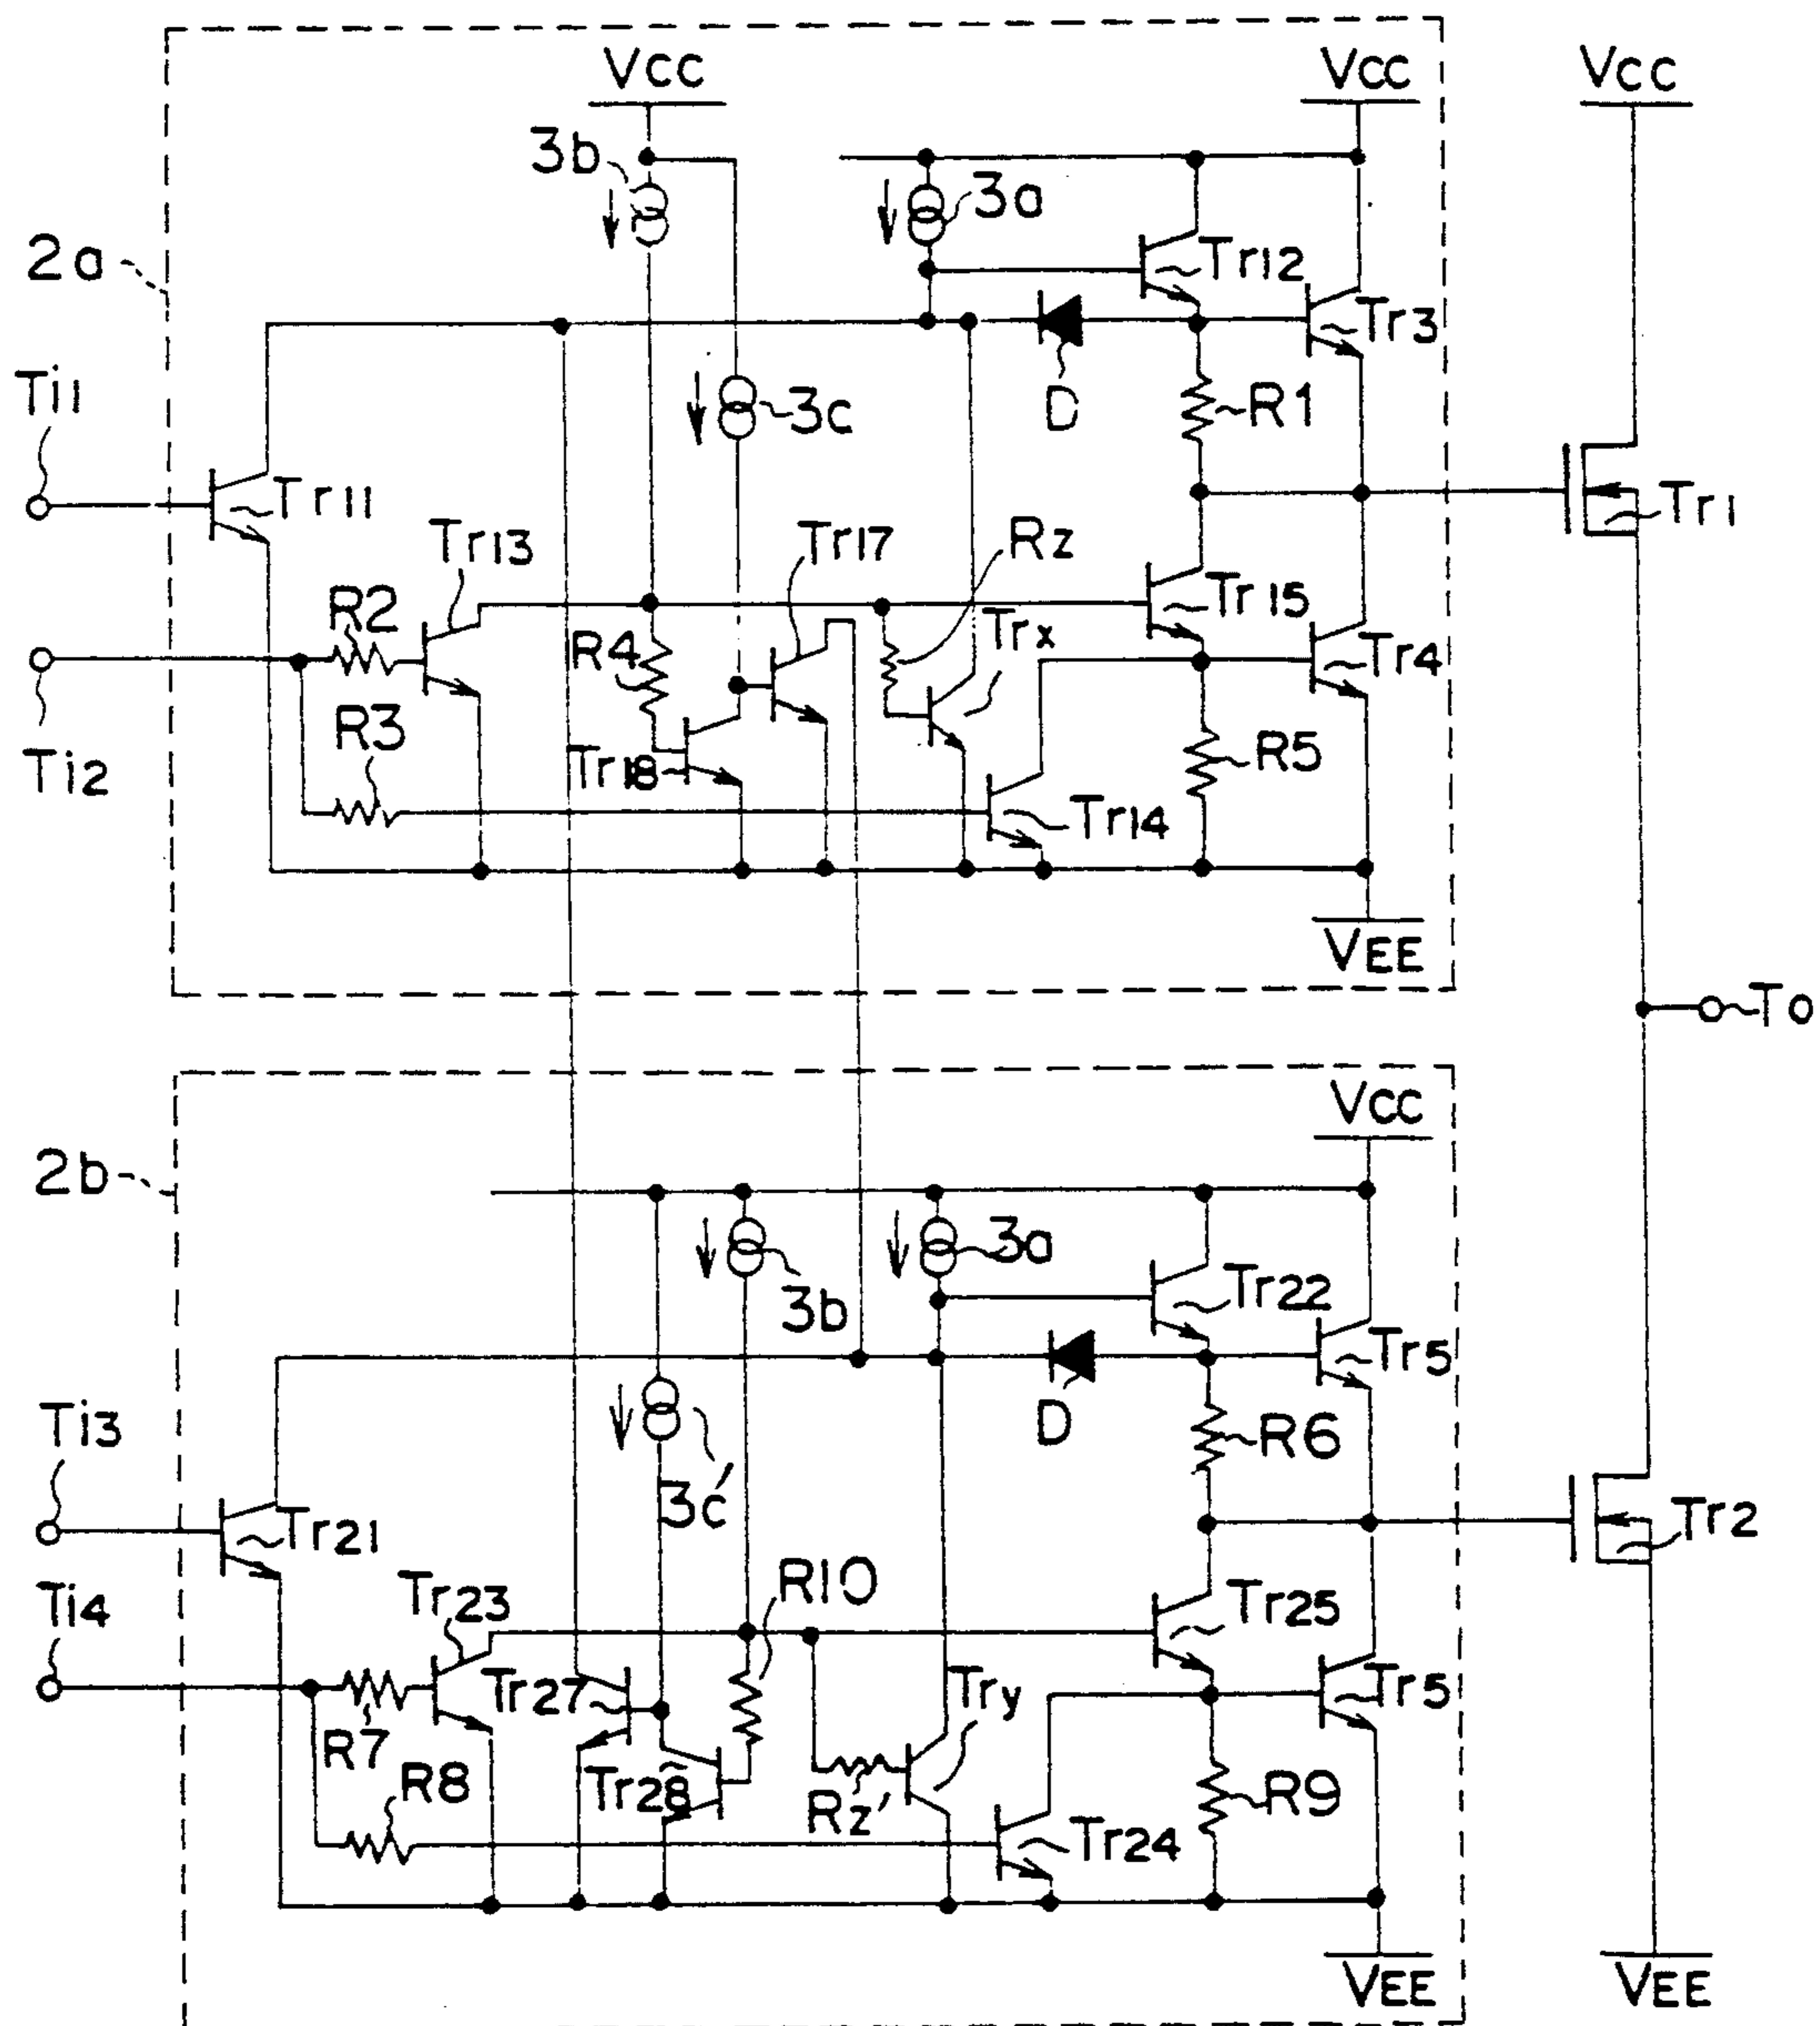 VCC
VCC
VCC
3b
3a
2a
Tr12
Tr3
Ti1
3c
D
R1
Tr11
Tr1
Tr13
Tr17
Rz
R2
Tr15
R4
Trx
Tr4
R3
Ti2
Tr18
R5
Tr14
VEE
To
VCC
2b
3a
3b
Tr22
Tr5
Ti3
D
R6
3c'
Tr21
Tr2
Ti4
Tr23
R10
Tr25
Tr27
Try
Tr5
R7
R8
Tr28
Rz'
R9
Tr24
VEE
VEE